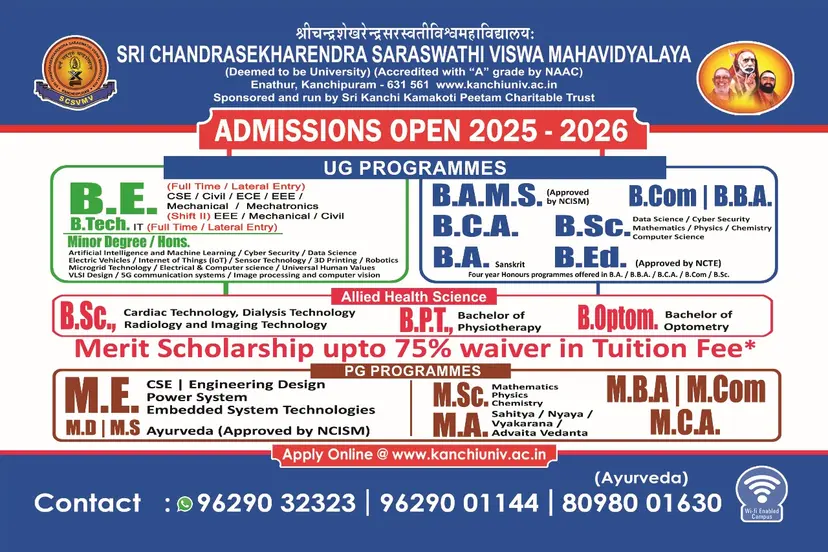 श्रीचन्द्रशेखरेन्द्रसरस्वतीविश्वमहाविद्यालयः
SRI CHANDRASEKHARENDRA SARASWATHI VISWA MAHAVIDYALAYA
(Deemed to be University) (Accredited with "A" grade by NAAC)
Enathur, Kanchipuram - 631 561 www.kanchiuniv.ac.in
Sponsored and run by Sri Kanchi Kamakoti Peetam Charitable Trust
SCSVMV
ADMISSIONS OPEN 2025 - 2026
UG PROGRAMMES
B.E. (Full Time / Lateral Entry)
CSE / Civil / ECE / EEE /
Mechanical / Mechatronics
(Shift II) EEE / Mechanical / Civil
B.Tech. IT (Full Time / Lateral Entry)
Minor Degree / Hons.
Artificial Intelligence and Machine Learning / Cyber Security / Data Science
Electric Vehicles / Internet of Things (IoT) / Sensor Technology / 3D Printing / Robotics
Microgrid Technology / Electrical & Computer science / Universal Human Values
VLSI Design / 5G communication systems / Image processing and computer vision
B.A.M.S. (Approved by NCISM) B.Com | B.B.A.
B.C.A. B.Sc. Data Science / Cyber Security
Mathematics / Physics / Chemistry
Computer Science
B.A. Sanskrit B.Ed. (Approved by NCTE)
Four year Honours programmes offered in B.A. / B.B.A. / B.C.A. / B.Com / B.Sc.
Allied Health Science
B.Sc., Cardiac Technology, Dialysis Technology
Radiology and Imaging Technology
B.P.T., Bachelor of
Physiotherapy
B.Optom. Bachelor of
Optometry
Merit Scholarship upto 75% waiver in Tuition Fee*
PG PROGRAMMES
M.E. CSE | Engineering Design
Power System
Embedded System Technologies
M.D | M.S Ayurveda (Approved by NCISM)
M.Sc. Mathematics
Physics
Chemistry
M.A. Sahitya / Nyaya /
Vyakarana /
Advaita Vedanta
M.B.A | M.Com
M.C.A.
Apply Online @ www.kanchiuniv.ac.in
(Ayurveda)
Contact : 96290 32323 | 96290 01144 | 80980 01630
Wi-fi Enabled
Campus